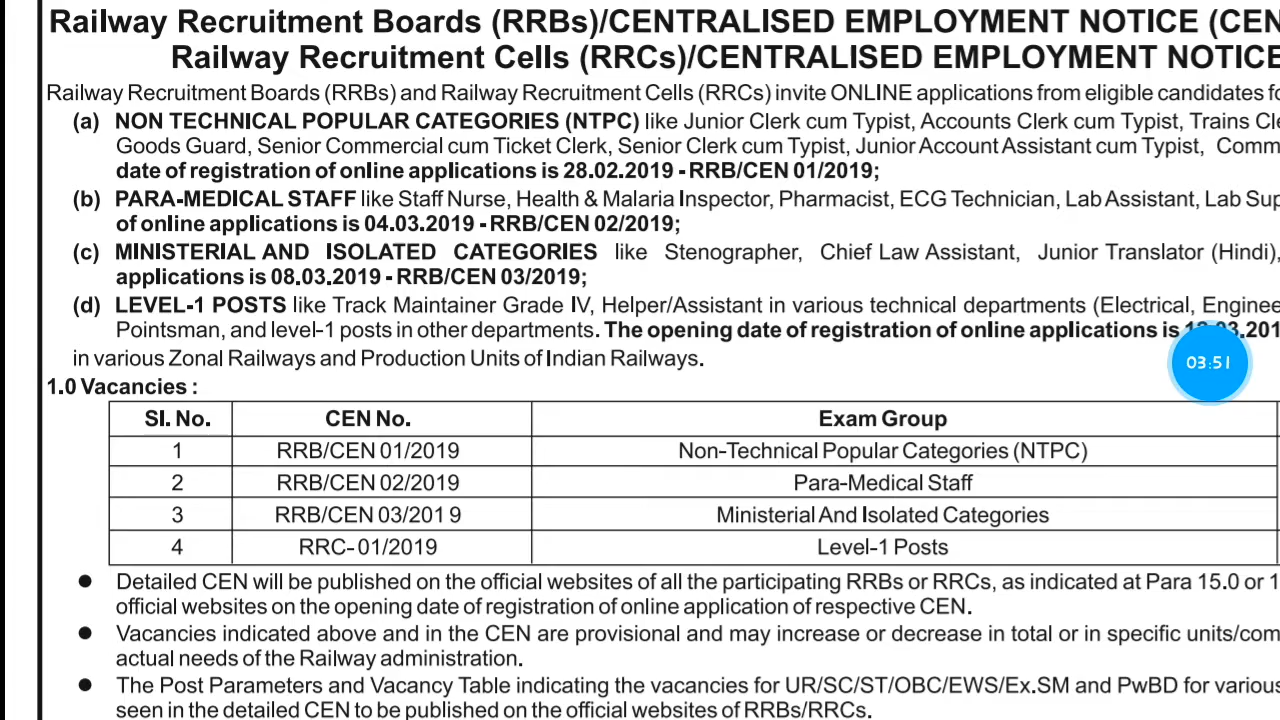 Railway Recruitment Boards (RRBs)/CENTRALISED EMPLOYMENT NOTICE (CEN
Railway Recruitment Cells (RRCs)/CENTRALISED EMPLOYMENT NOTICE
Railway Recruitment Boards (RRBs) and Railway Recruitment Cells (RRCs) invite ONLINE applications from eligible candidates fo
(a) NON TECHNICAL POPULAR CATEGORIES (NTPC) like Junior Clerk cum Typist, Accounts Clerk cum Typist, Trains Cle
Goods Guard, Senior Commercial cum Ticket Clerk, Senior Clerk cum Typist, Junior Account Assistant cum Typist, Comm
date of registration of online applications is 28.02.2019 - RRB/CEN 01/2019;
(b) PARA-MEDICAL STAFF like Staff Nurse, Health & Malaria Inspector, Pharmacist, ECG Technician, Lab Assistant, Lab Sup
of online applications is 04.03.2019 - RRB/CEN 02/2019;
(c) MINISTERIAL AND ISOLATED CATEGORIES like Stenographer, Chief Law Assistant, Junior Translator (Hindi),
applications is 08.03.2019 - RRB/CEN 03/2019;
(d) LEVEL-1 POSTS like Track Maintainer Grade IV, Helper/Assistant in various technical departments (Electrical, Enginee
Pointsman, and level-1 posts in other departments. The opening date of registration of online applications is
03:51
in various Zonal Railways and Production Units of Indian Railways.
1.0 Vacancies :
Sl. No. CEN No. Exam Group
1 RRB/CEN 01/2019 Non-Technical Popular Categories (NTPC)
2 RRB/CEN 02/2019 Para-Medical Staff
3 RRB/CEN 03/2019 Ministerial And Isolated Categories
4 RRC- 01/2019 Level-1 Posts
● Detailed CEN will be published on the official websites of all the participating RRBs or RRCs, as indicated at Para 15.0 or 1
official websites on the opening date of registration of online application of respective CEN.
● Vacancies indicated above and in the CEN are provisional and may increase or decrease in total or in specific units/com
actual needs of the Railway administration.
● The Post Parameters and Vacancy Table indicating the vacancies for UR/SC/ST/OBC/EWS/Ex.SM and PwBD for various
seen in the detailed CEN to be published on the official websites of RRBs/RRCs.